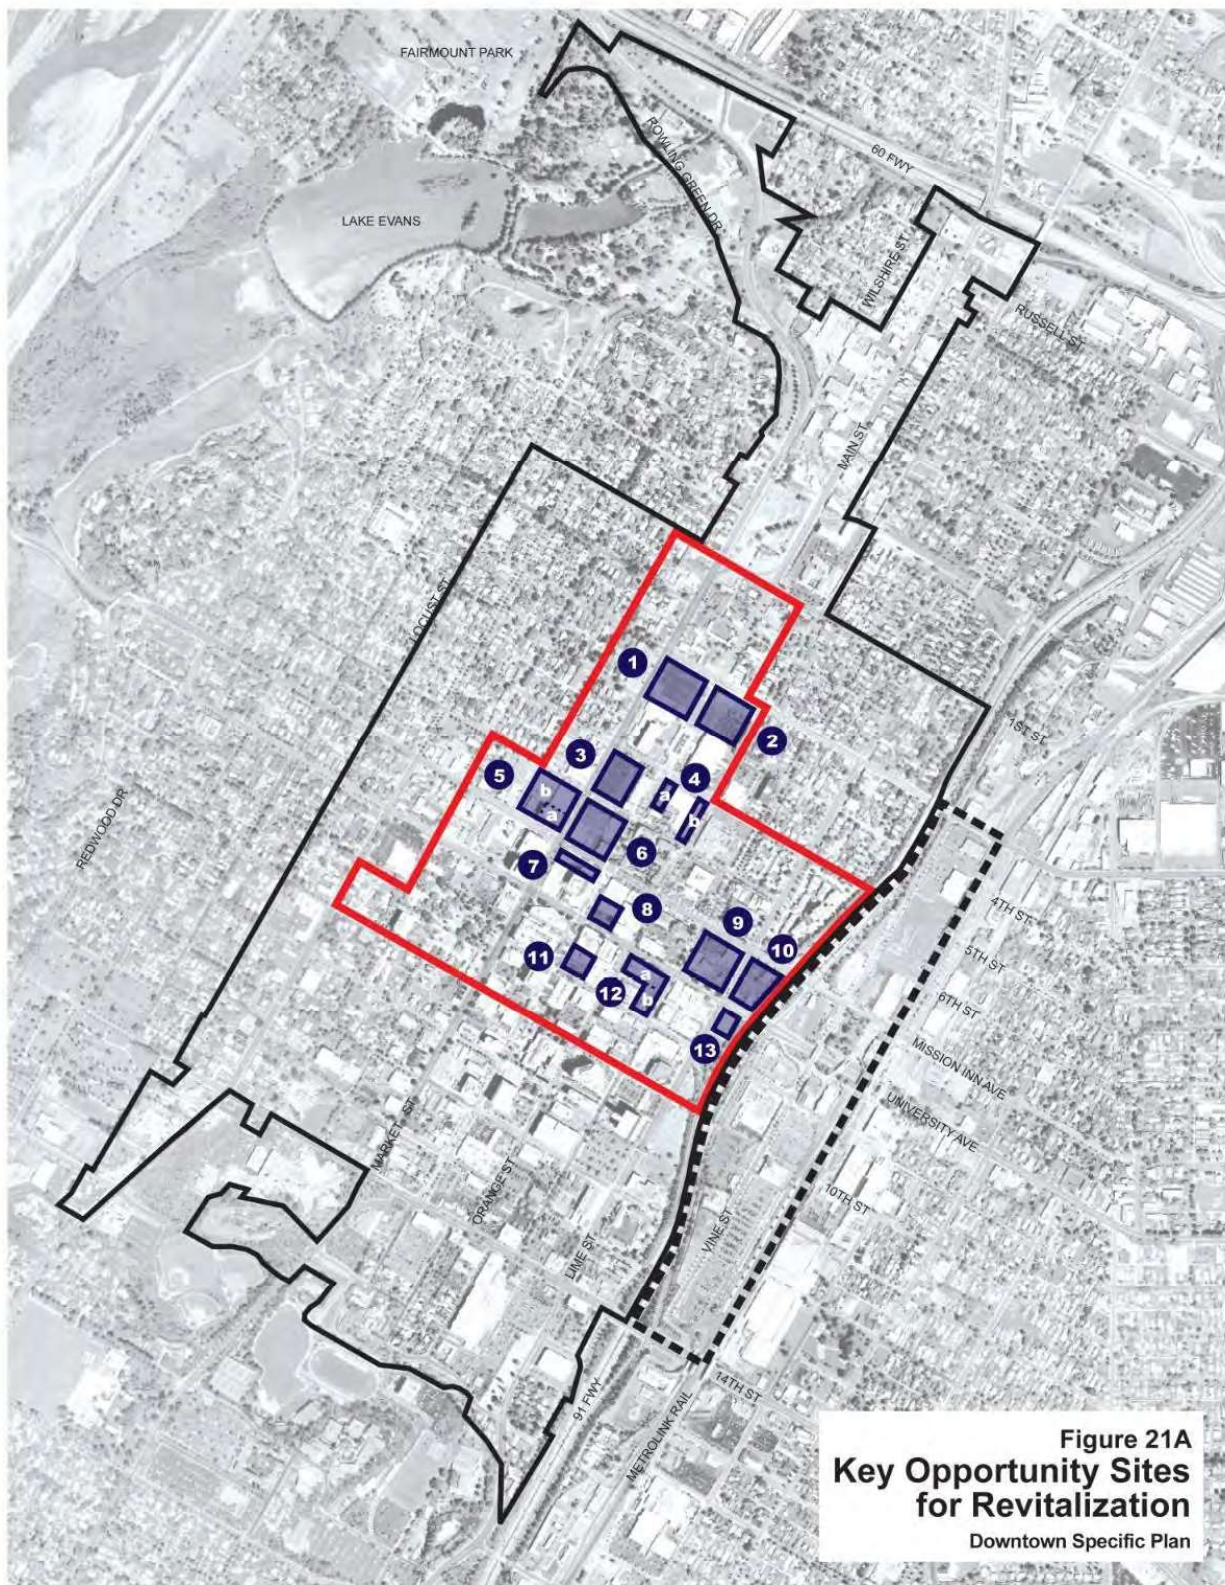 FAIRMOUNT PARK
ROWLING GREEN DR
60 FWY
LAKE EVANS
WILSHIRE ST
RUSSELL ST
MAIN ST
LOCUST ST
1
2
1ST ST
3
4
5
b
a
a
b
REDWOOD DR
6
7
8
4TH ST
9
5TH ST
10
11
a
12
b
6TH ST
13
MISSION INN AVE
UNIVERSITY AVE
MARKET ST
ORANGE ST
10TH ST
VINE ST
LIME ST
14TH ST
91 FWY
METROLINK RAIL
Figure 21A
Key Opportunity Sites
for Revitalization
Downtown Specific Plan